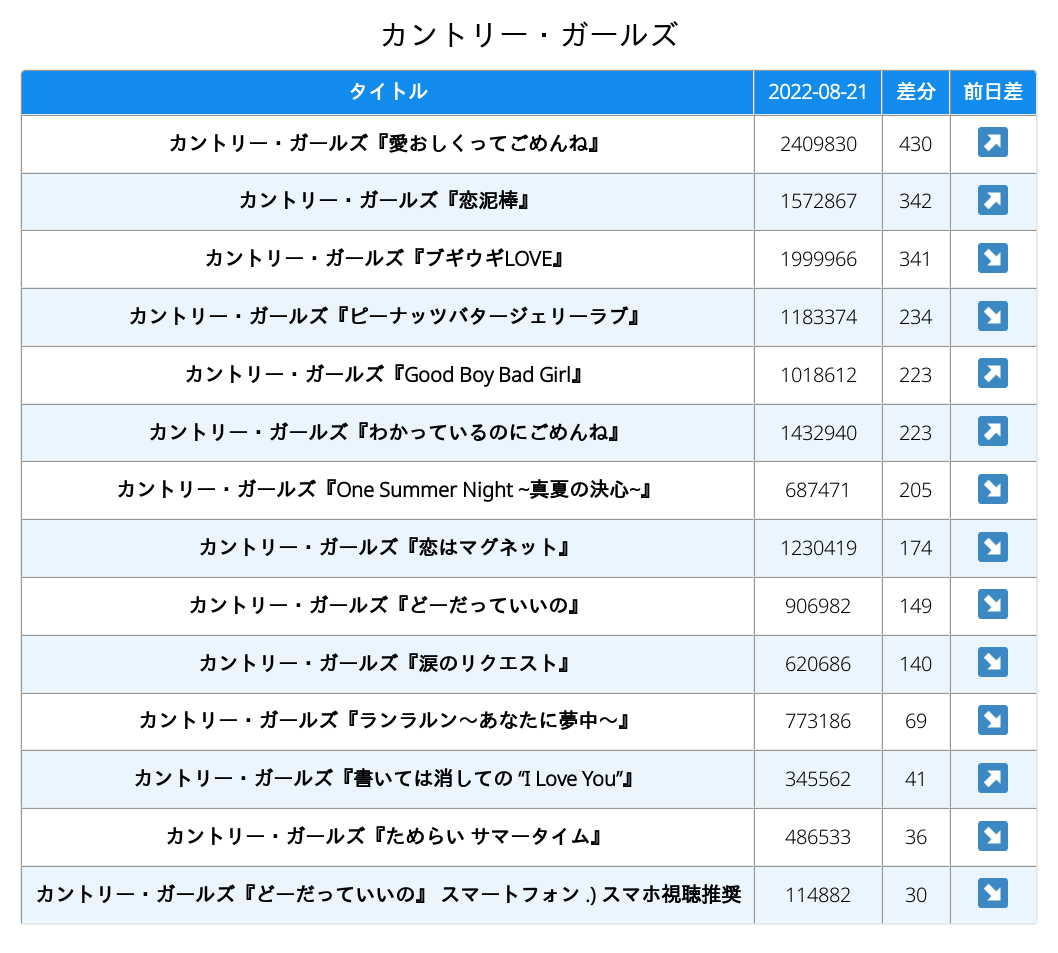 カントリー・ガールズ
タイトル 2022-08-21 差分 前日差
カントリー・ガールズ『愛おしくってごめんね』 2409830 430 ↗
カントリー・ガールズ『恋泥棒』 1572867 342 ↗
カントリー・ガールズ『ブギウギLOVE』 1999966 341 ↘
カントリー・ガールズ『ピーナッツバタージェリーラブ』 1183374 234 ↘
カントリー・ガールズ『Good Boy Bad Girl』 1018612 223 ↗
カントリー・ガールズ『わかっているのにごめんね』 1432940 223 ↗
カントリー・ガールズ『One Summer Night ~真夏の決心~』 687471 205 ↘
カントリー・ガールズ『恋はマグネット』 1230419 174 ↘
カントリー・ガールズ『どーだっていいの』 906982 149 ↘
カントリー・ガールズ『涙のリクエスト』 620686 140 ↘
カントリー・ガールズ『ランラルン～あなたに夢中～』 773186 69 ↘
カントリー・ガールズ『書いては消しての “I Love You”』 345562 41 ↗
カントリー・ガールズ『ためらい サマータイム』 486533 36 ↘
カントリー・ガールズ『どーだっていいの』 スマートフォン .) スマホ視聴推奨 114882 30 ↘